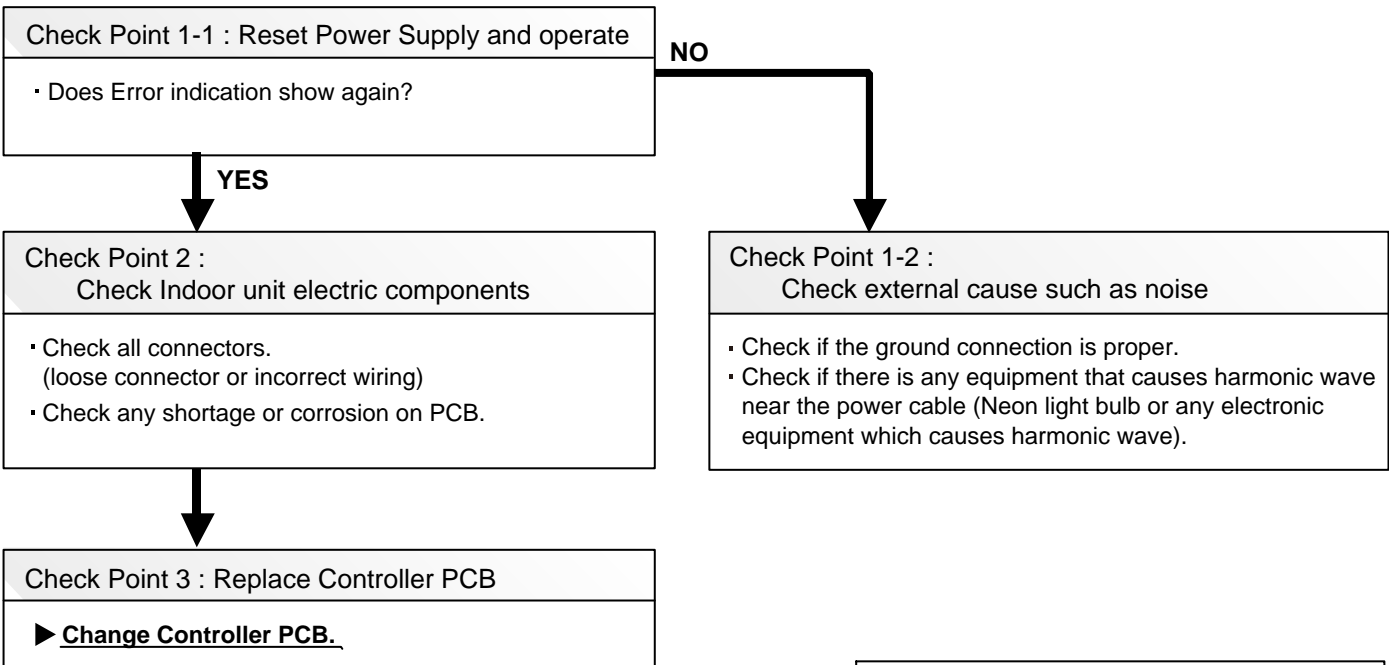 Check Point 1-1 : Reset Power Supply and operate
· Does Error indication show again?
NO
YES
Check Point 2 :
Check Indoor unit electric components
· Check all connectors.
(loose connector or incorrect wiring)
· Check any shortage or corrosion on PCB.
Check Point 1-2 :
Check external cause such as noise
· Check if the ground connection is proper.
· Check if there is any equipment that causes harmonic wave
near the power cable (Neon light bulb or any electronic
equipment which causes harmonic wave).
Check Point 3 : Replace Controller PCB
▶ Change Controller PCB.